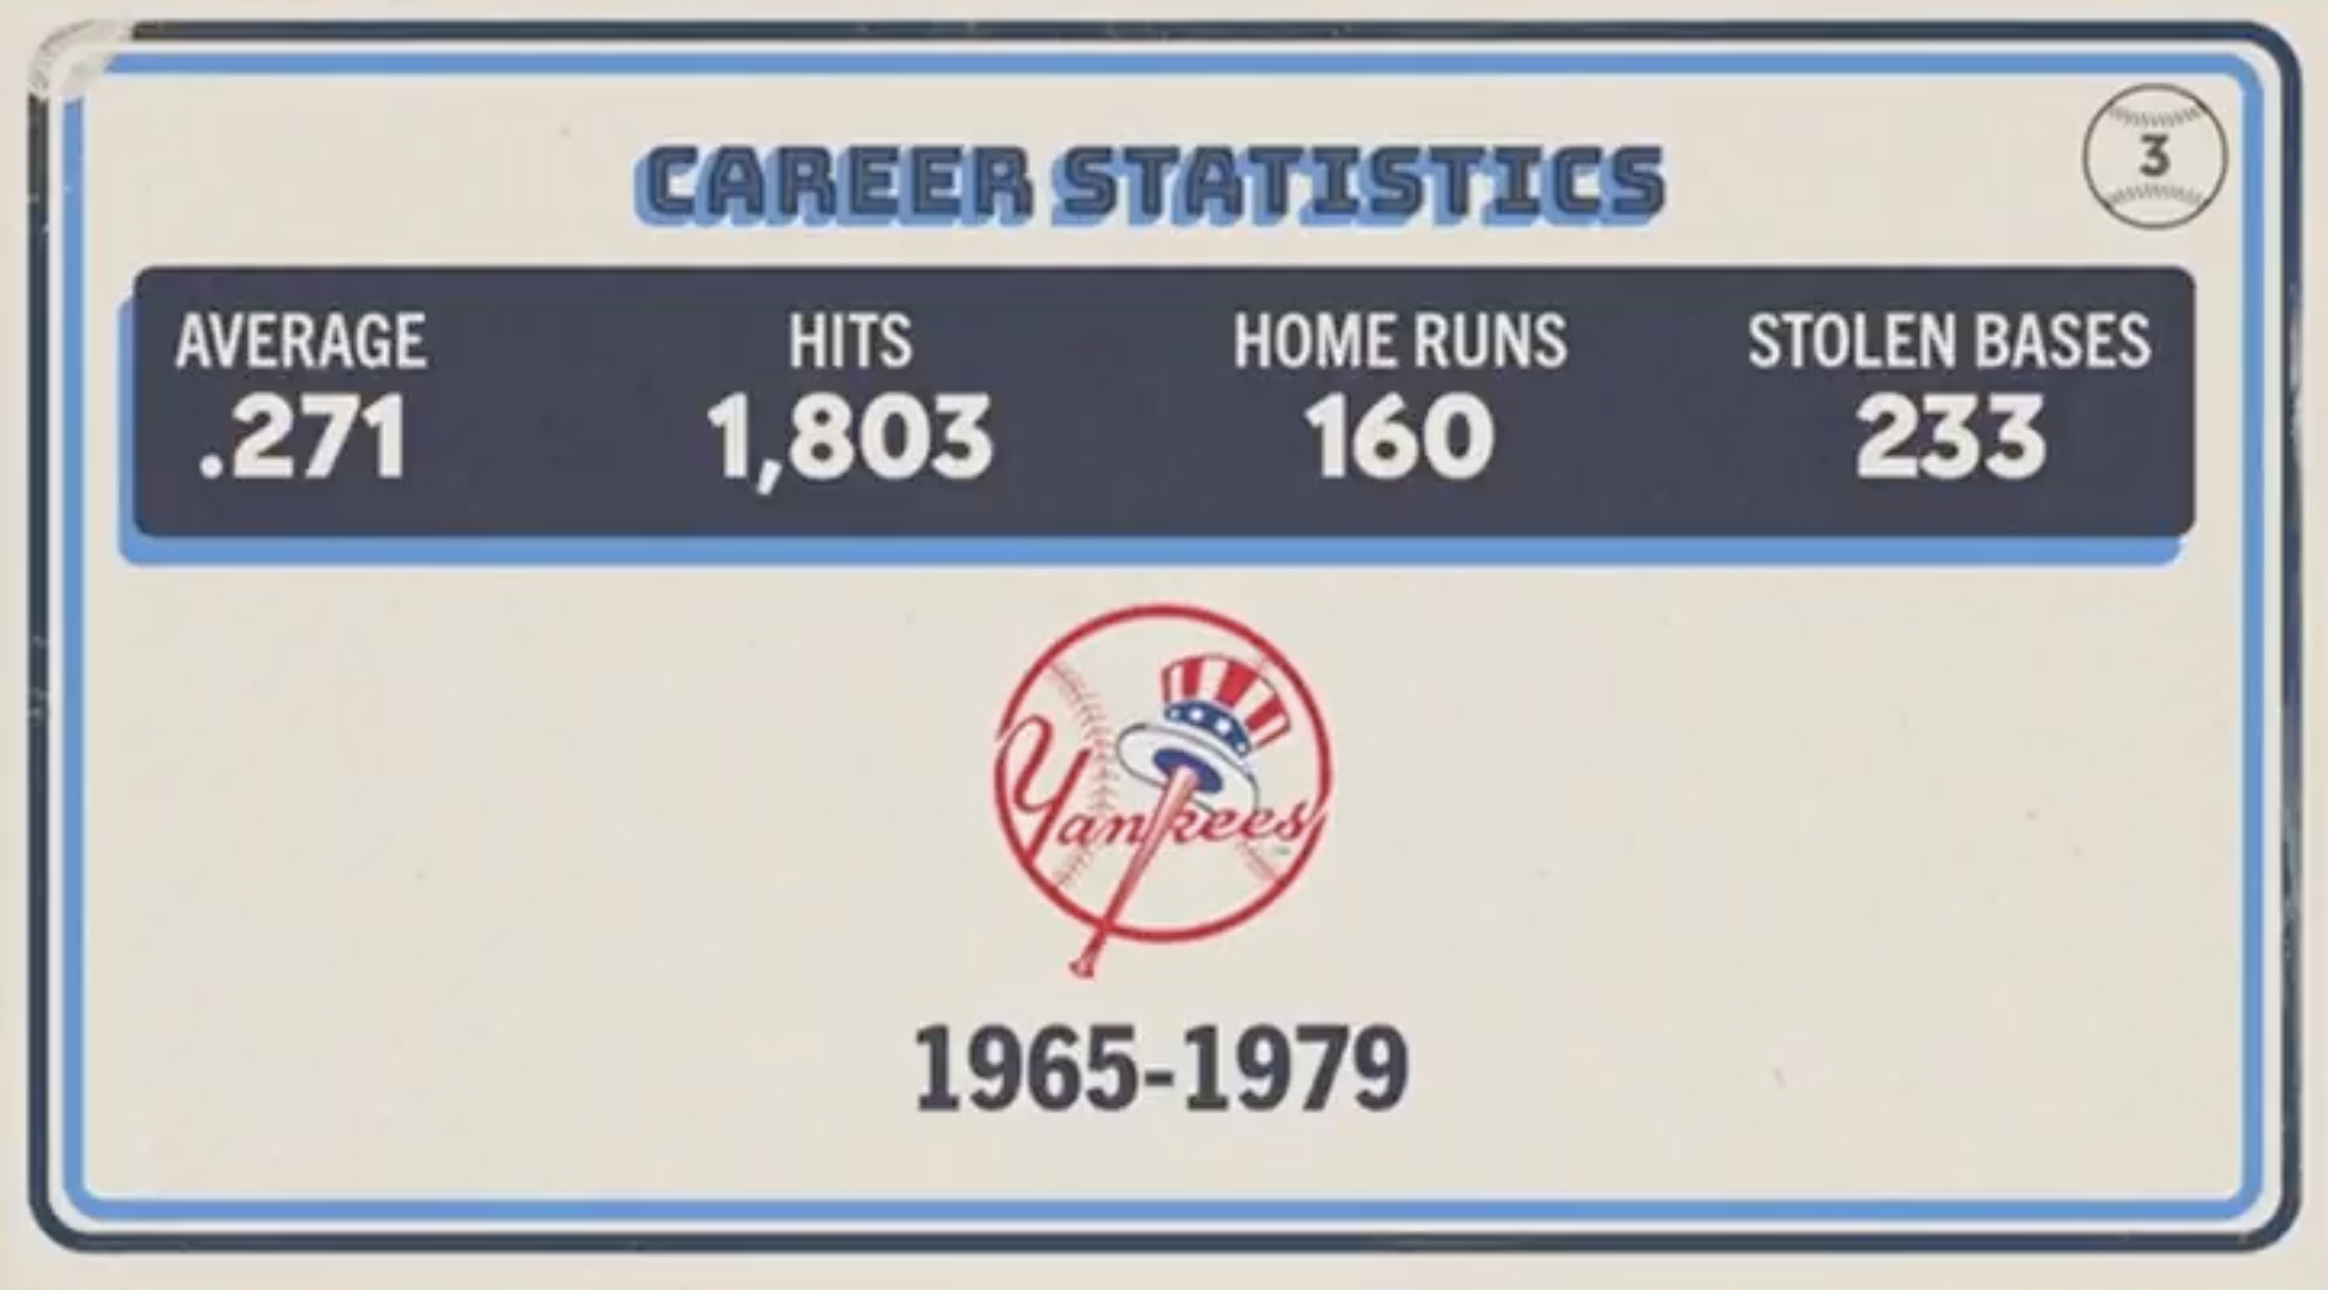 CAREER STATISTICS
3
AVERAGE HITS HOME RUNS STOLEN BASES
.271 1,803 160 233
Yankees
1965-1979